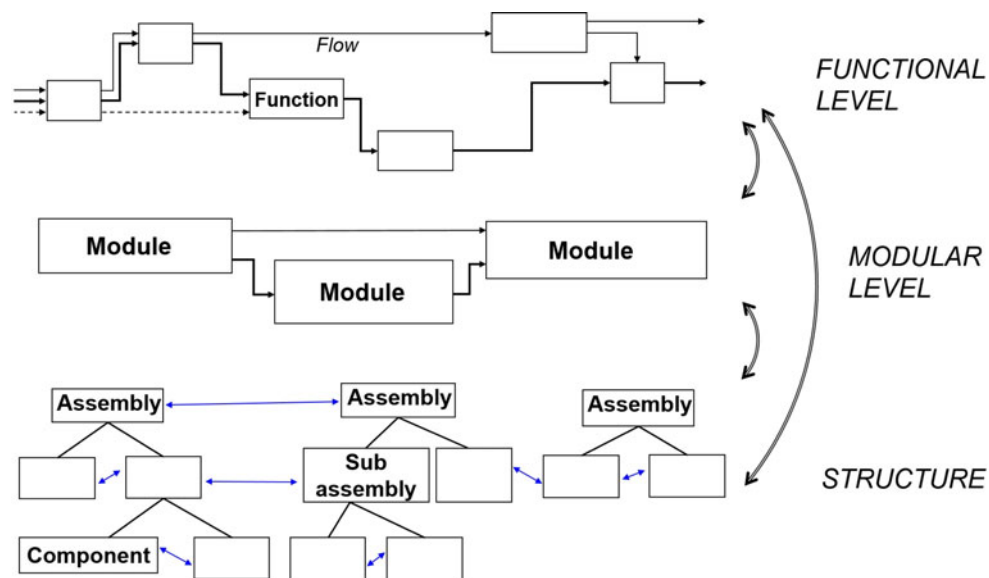 Flow
Function
FUNCTIONAL
LEVEL
Module
Module
Module
MODULAR
LEVEL
Assembly
Assembly
Assembly
Sub
assembly
STRUCTURE
Component